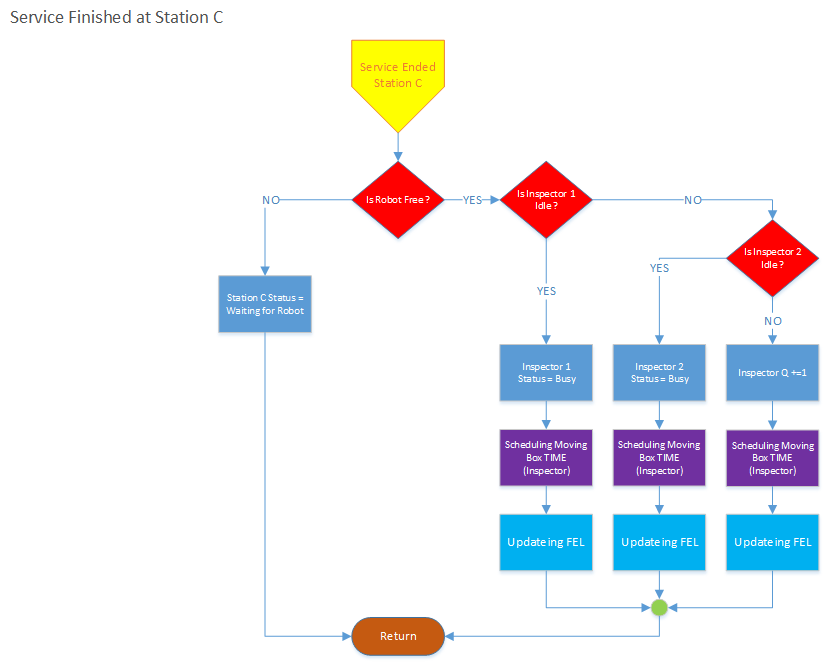 Service Finished at Station C
Service Ended
Station C
Is Robot Free ?
NO
YES
Is Inspector 1
Idle ?
NO
Is Inspector 2
Idle ?
YES
YES
NO
Station C Status =
Waiting for Robot
Inspector 1
Status = Busy
Inspector 2
Status = Busy
Inspector Q +=1
Scheduling Moving
Box TIME
(Inspector)
Scheduling Moving
Box TIME
(Inspector)
Scheduling Moving
Box TIME
(Inspector)
Updateing FEL
Updateing FEL
Updateing FEL
Return